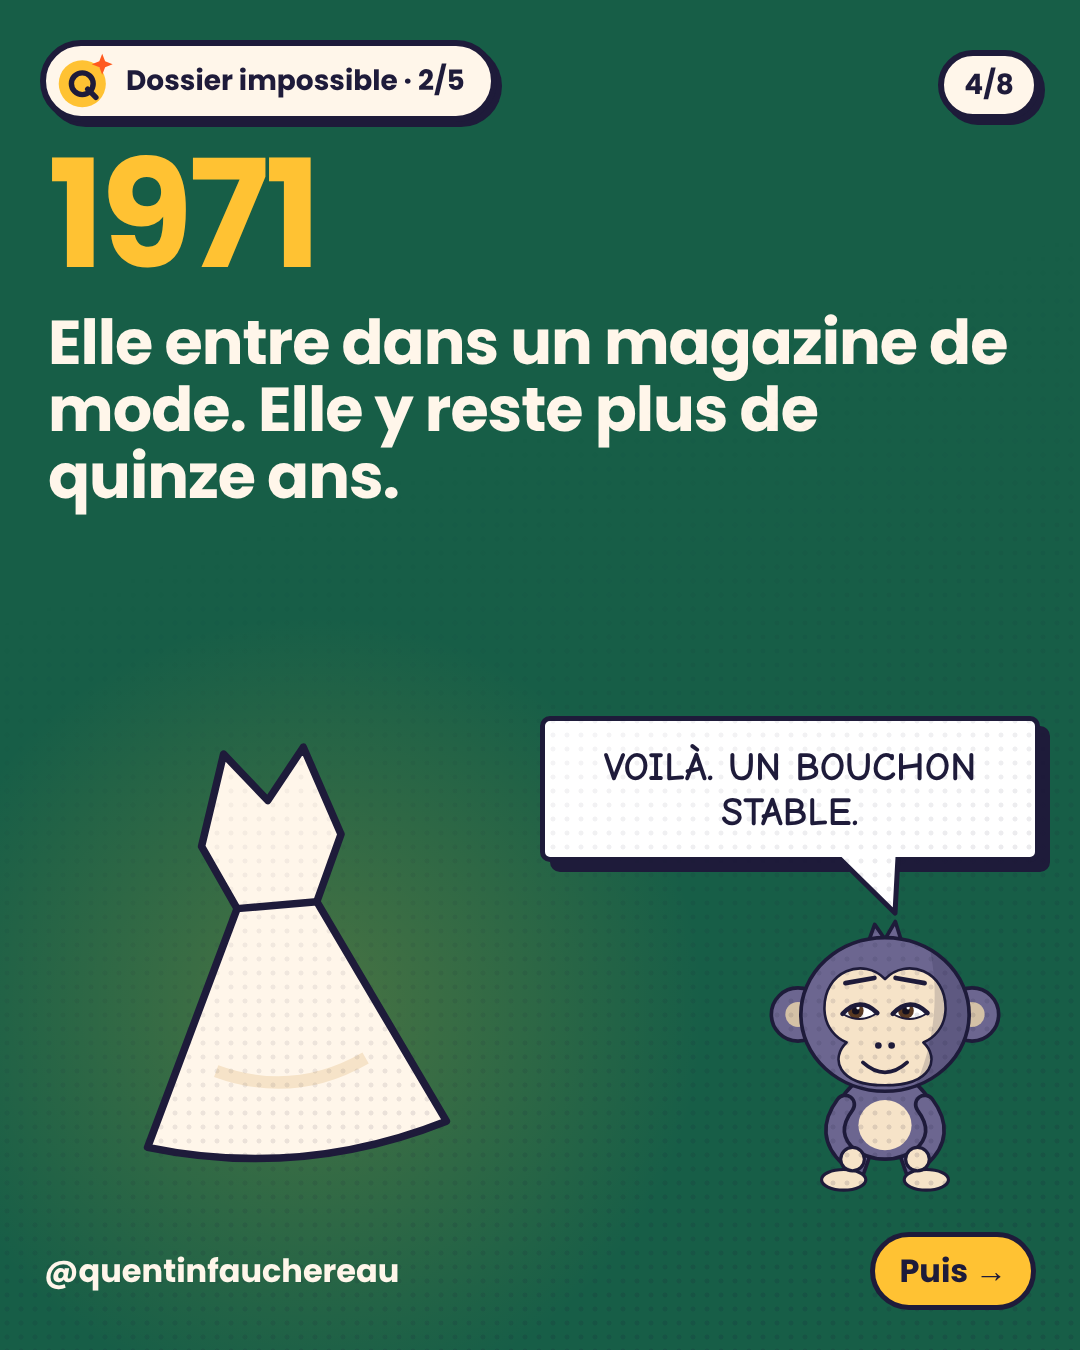 Dossier impossible · 2/5
4/8
1971
Elle entre dans un magazine de
mode. Elle y reste plus de
quinze ans.
VOILÀ. UN BOUCHON
STABLE.
@quentinfauchereau
Puis →